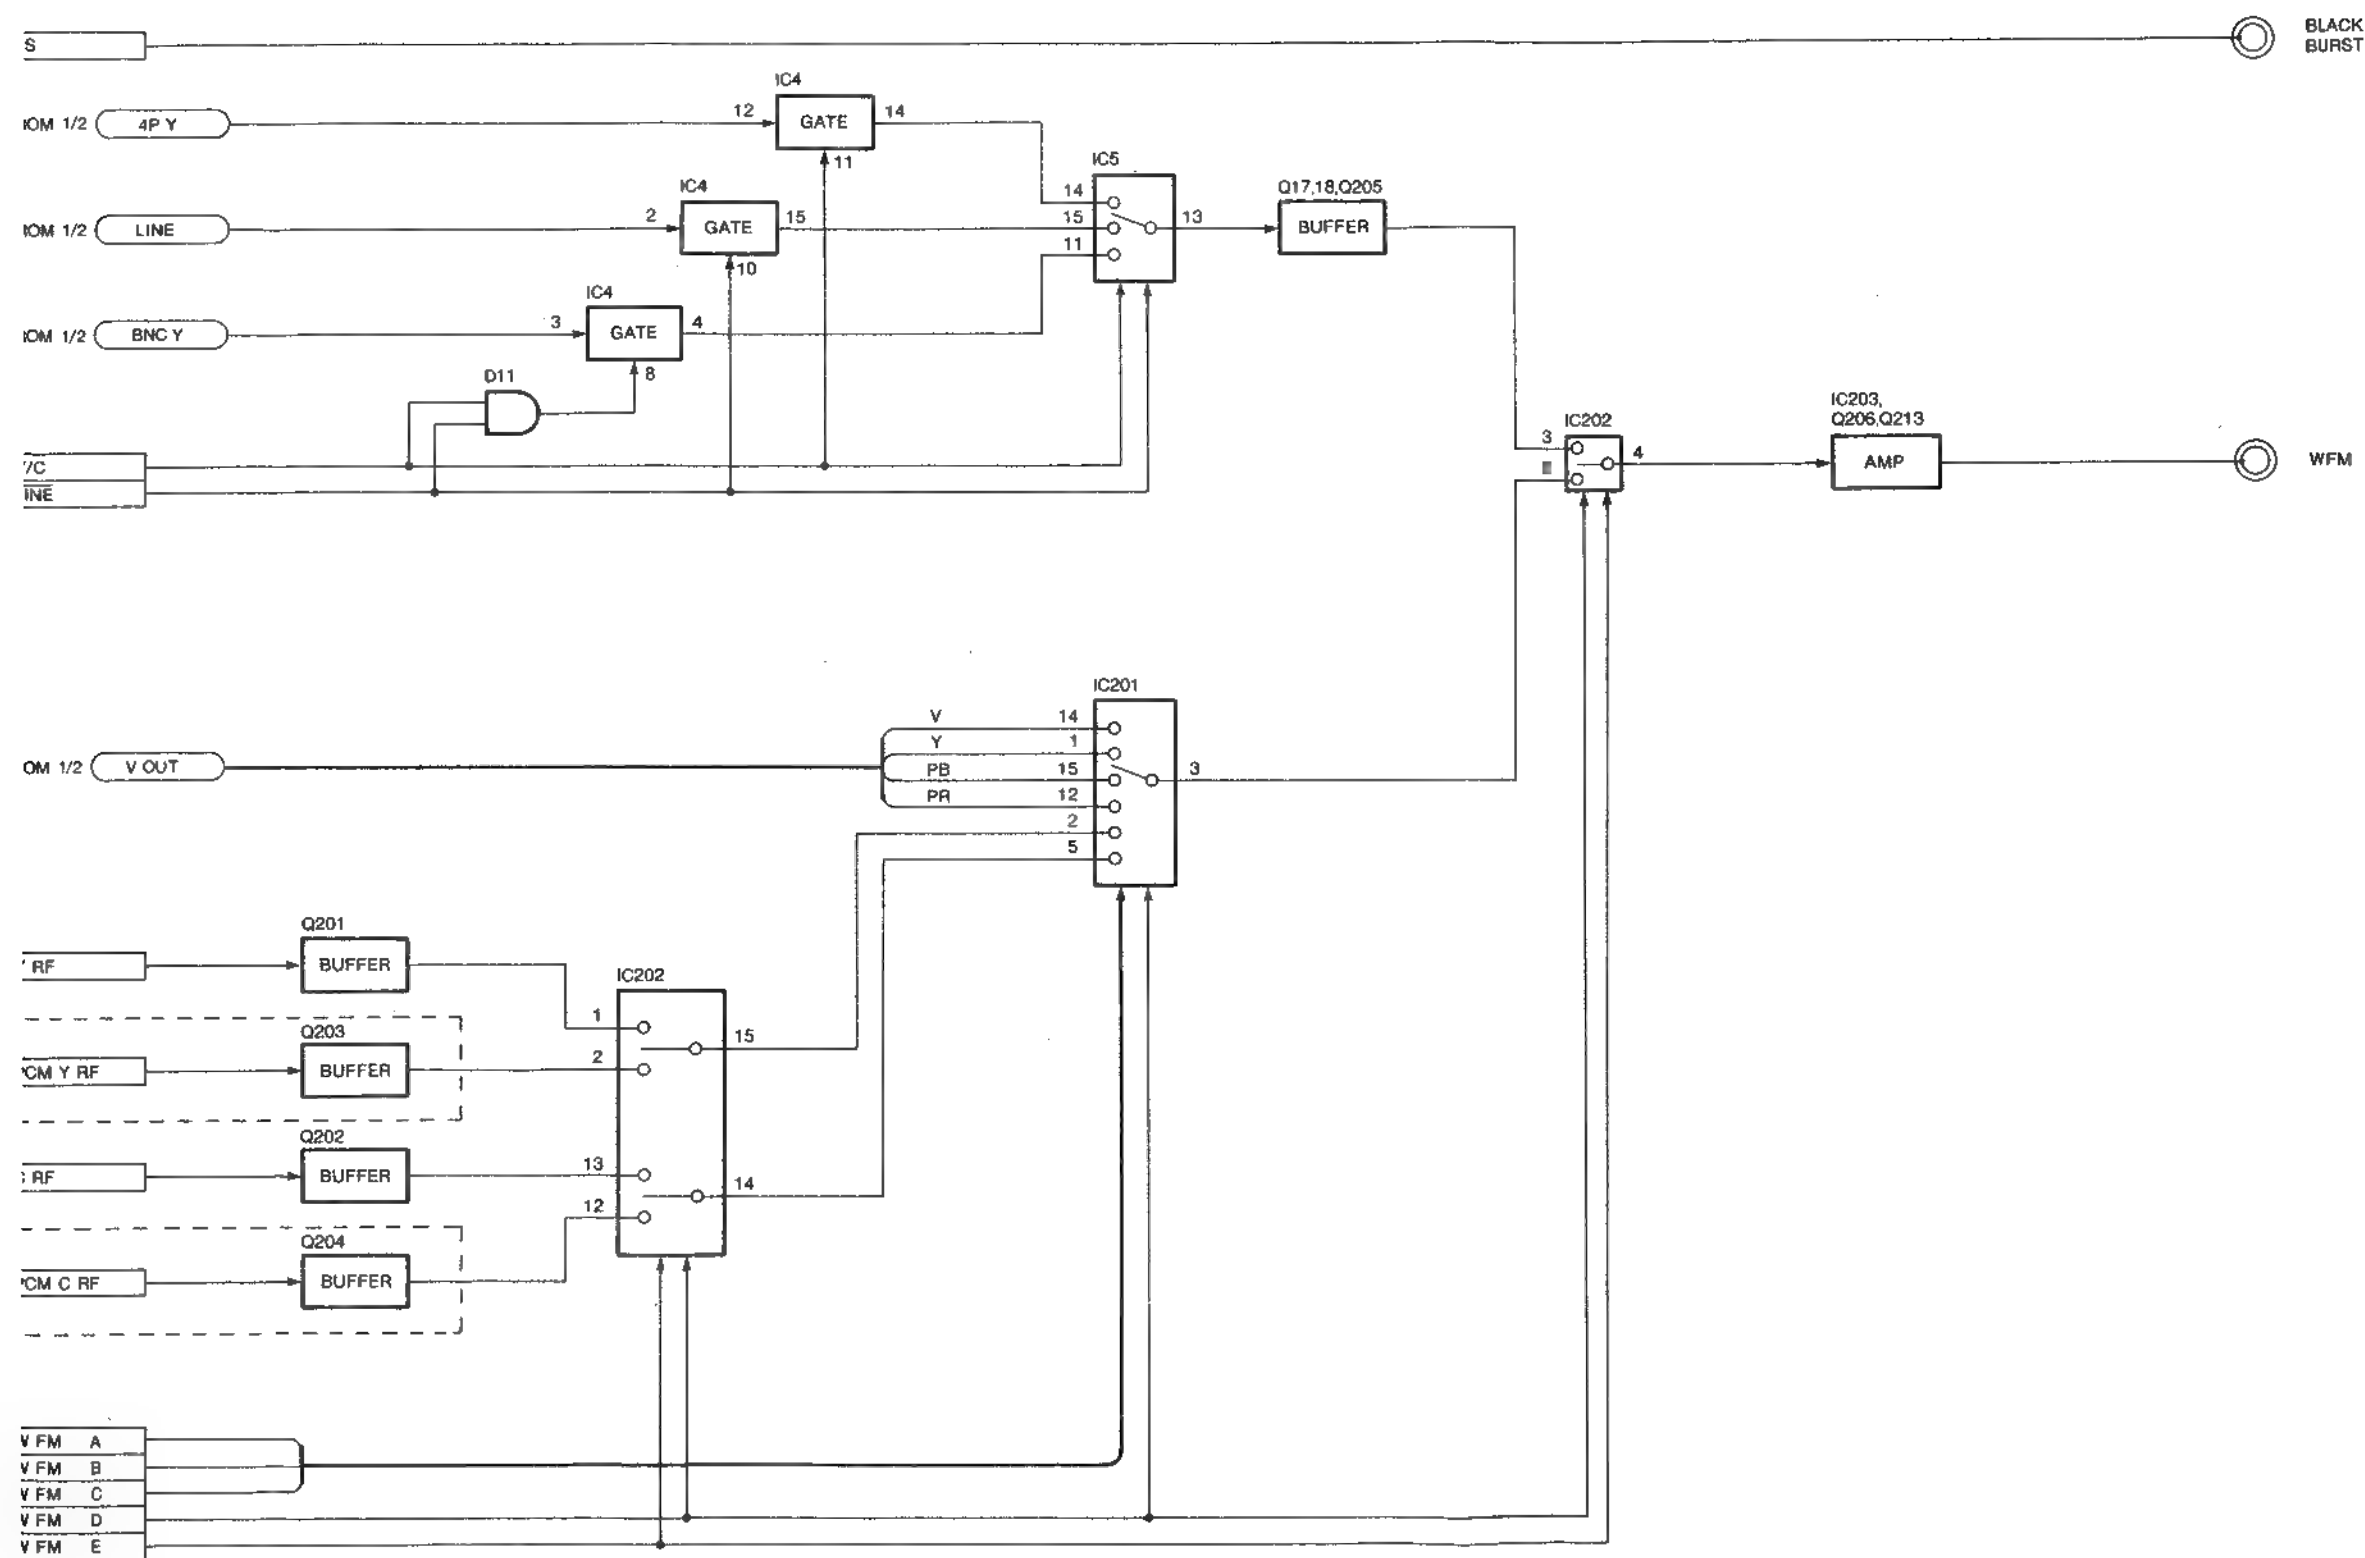 S
BLACK
BURST
IC4
IOM 1/2 4P Y 12 GATE 14
11
IC5
IC4
14
IOM 1/2 LINE 2 GATE 15 15 13
Q17,18,Q205
BUFFER
11
10
IC4
IOM 1/2 BNC Y 3 GATE 4
8
D11
/C
INE
IC202
3
4
IC203,
Q206,Q213
AMP
WFM
IC201
V 14
Y 1
OM 1/2 V OUT PB 15 3
PR 12
2
5
Q201
RF BUFFER
IC202
1
15
Q203
CM Y RF BUFFER 2
Q202
RF BUFFER 13
14
12
Q204
CM C RF BUFFER
V FM A
V FM B
V FM C
V FM D
V FM E